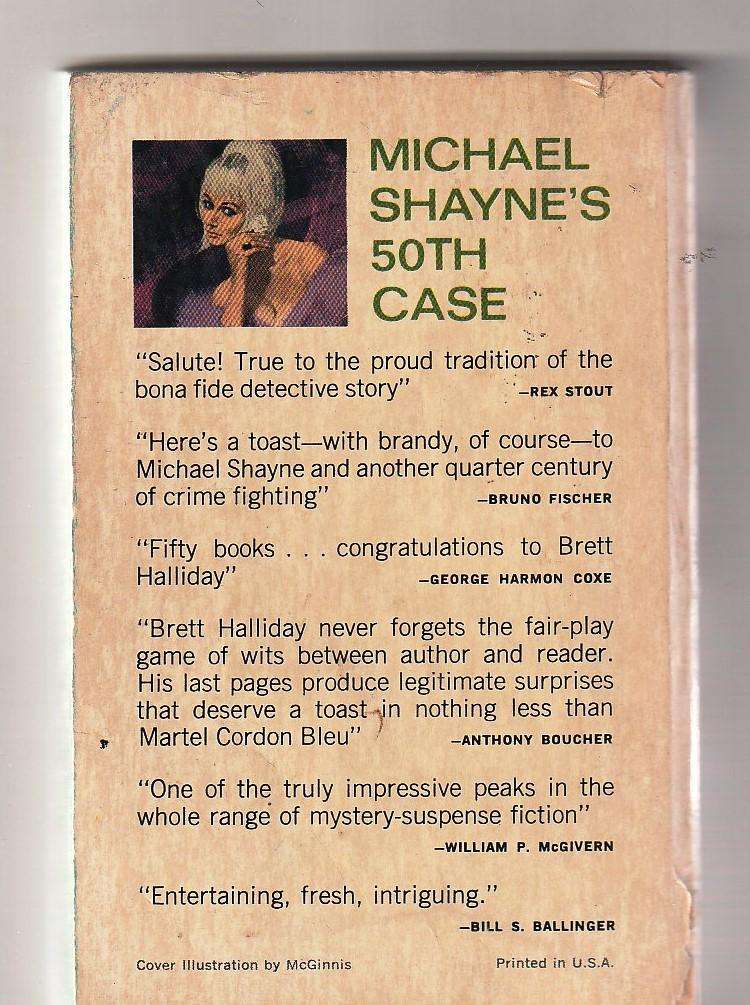 MICHAEL
SHAYNE'S
50TH
CASE
“Salute! True to the proud tradition of the
bona fide detective story”
—REX STOUT
“Here's a toast—with brandy, of course—to
Michael Shayne and another quarter century
of crime fighting”
—BRUNO FISCHER
“Fifty books . . . congratulations to Brett
Halliday”
—GEORGE HARMON COXE
“Brett Halliday never forgets the fair-play
game of wits between author and reader.
His last pages produce legitimate surprises
that deserve a toast in nothing less than
Martel Cordon Bleu”
—ANTHONY BOUCHER
“One of the truly impressive peaks in the
whole range of mystery-suspense fiction”
—WILLIAM P. McGIVERN
“Entertaining, fresh, intriguing.”
—BILL S. BALLINGER
Cover Illustration by McGinnis
Printed in U.S.A.